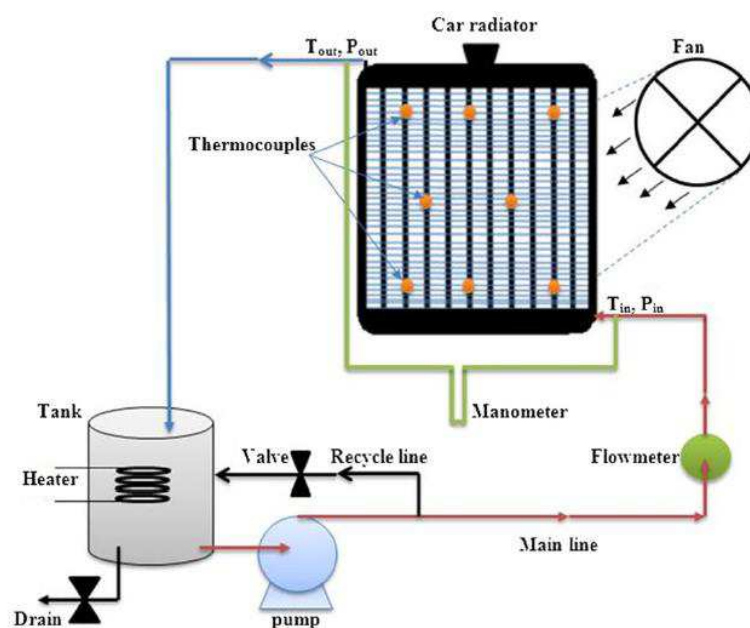 Car radiator
Fan
Tout, Pout
Thermocouples
Tin, Pin
Tank
Manometer
Heater
Valve
Recycle line
Flowmeter
Main line
Drain
pump